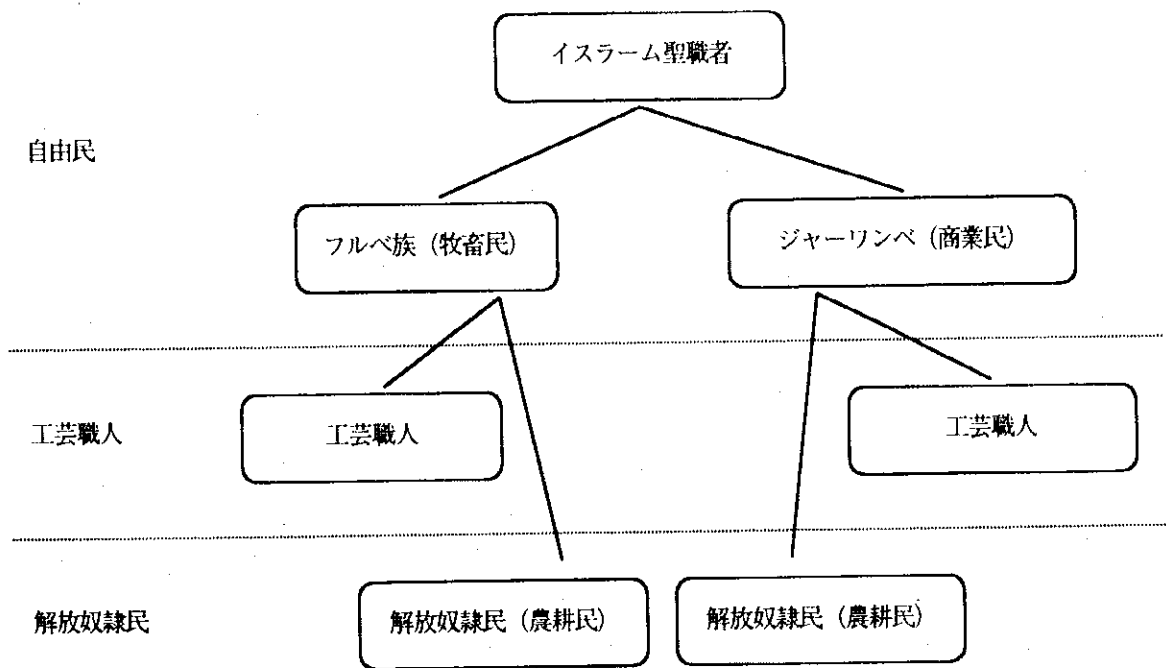 イスラーム聖職者
自由民
フルベ族（牧畜民）
ジャーワンベ（商業民）
工芸職人
工芸職人
工芸職人
解放奴隷民
解放奴隷民（農耕民）
解放奴隷民（農耕民）